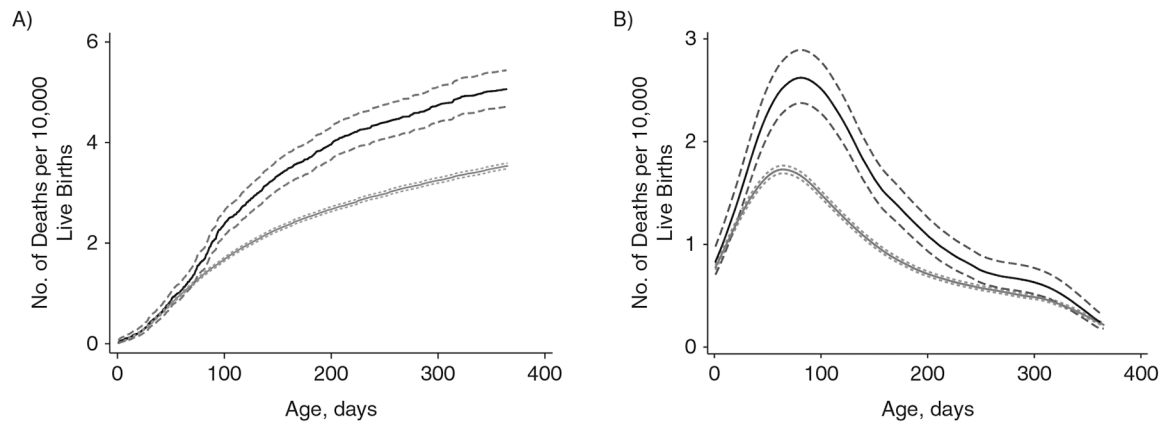 A)
No. of Deaths per 10,000
Live Births
6
4
2
0
0 100 200 300 400
Age, days
B)
No. of Deaths per 10,000
Live Births
3
2
1
0
0 100 200 300 400
Age, days